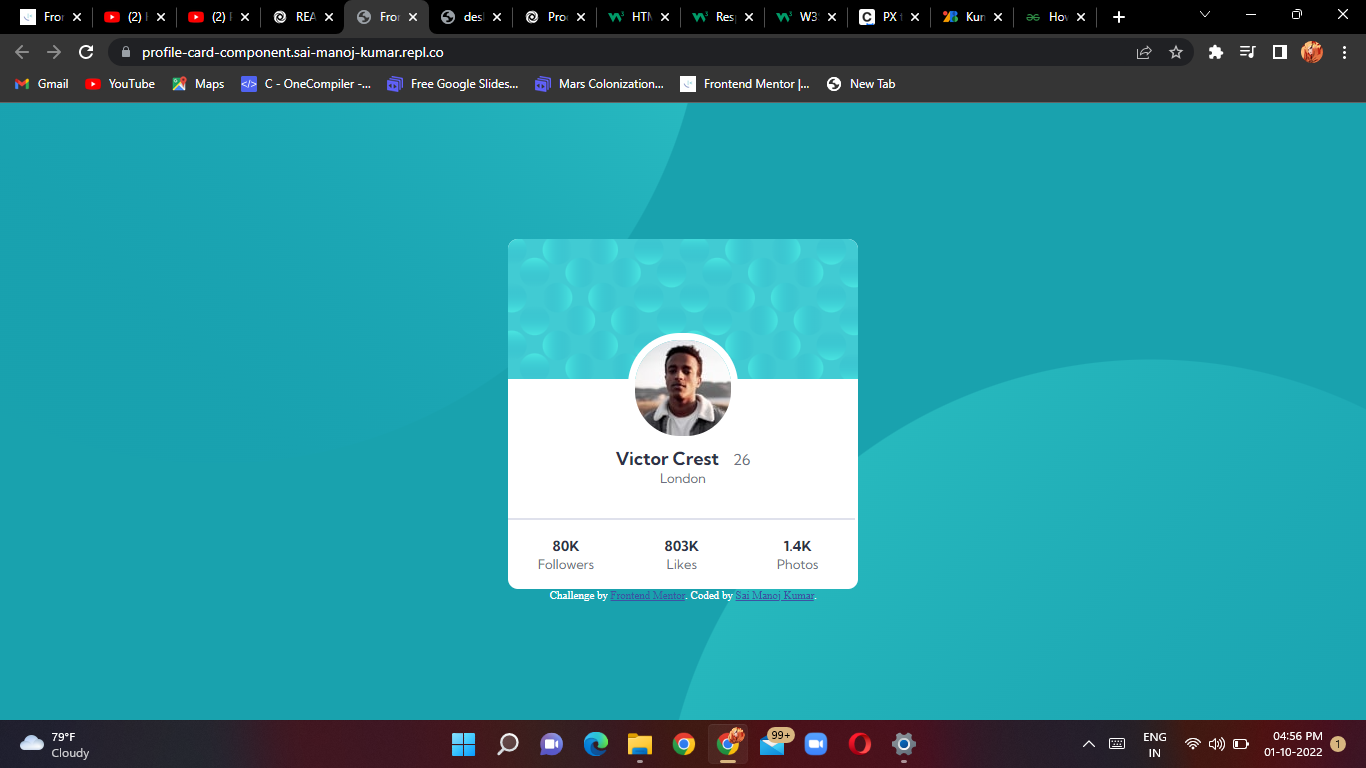 Fron
(2)
(2)
REA
Fron
des
Pro
HTM
Resp
W3
PX t
Kum
How
profile-card-component.sai-manoj-kumar.repl.co
Gmail
YouTube
Maps
C - OneCompiler -...
Free Google Slides...
Mars Colonization...
Frontend Mentor |...
New Tab
Victor Crest 26
London
80K 803K 1.4K
Followers Likes Photos
Challenge by Frontend Mentor. Coded by Sai Manoj Kumar.
79°F
Cloudy
99+
ENG
IN
04:56 PM
01-10-2022
1